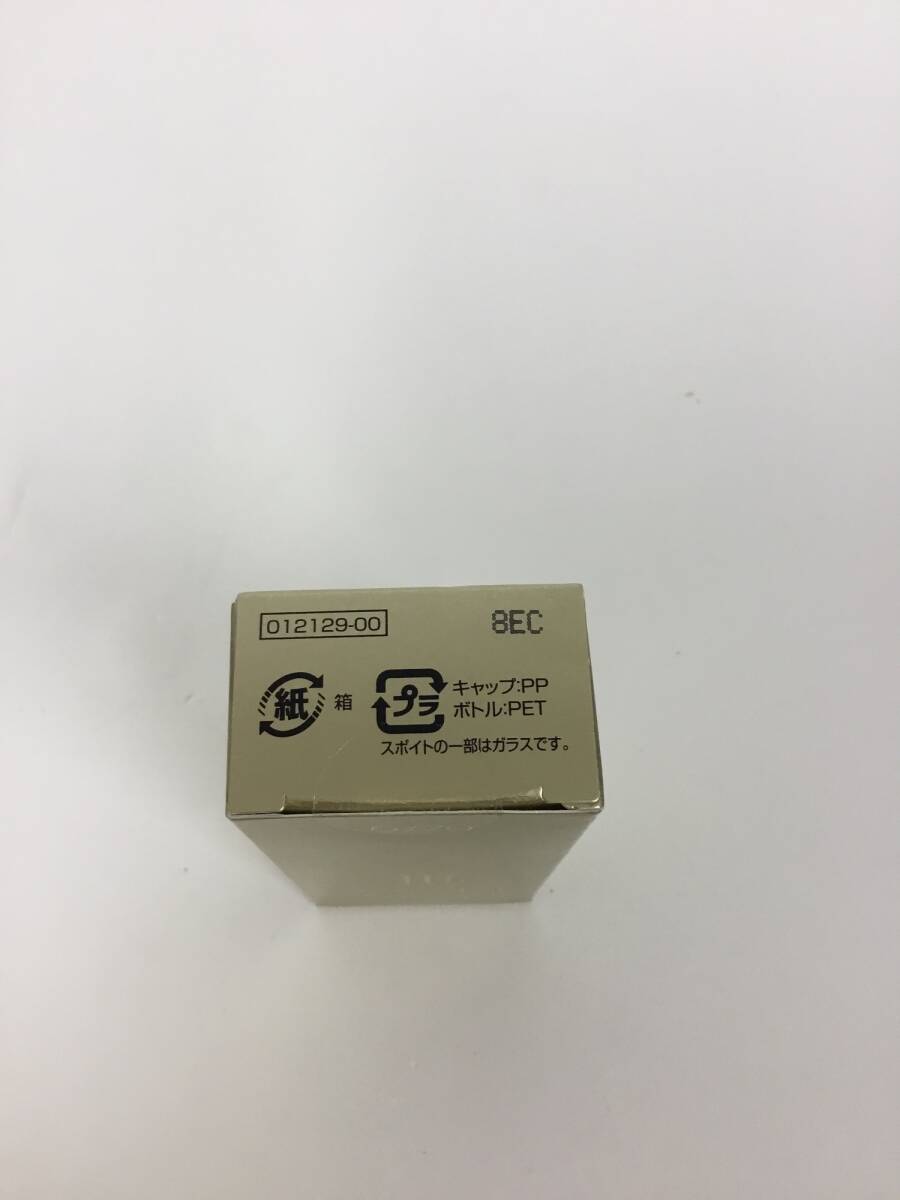 012129-00 8EC
紙 箱 プラ キャップ:PP
ボトル:PET
スポイトの一部はガラスです。